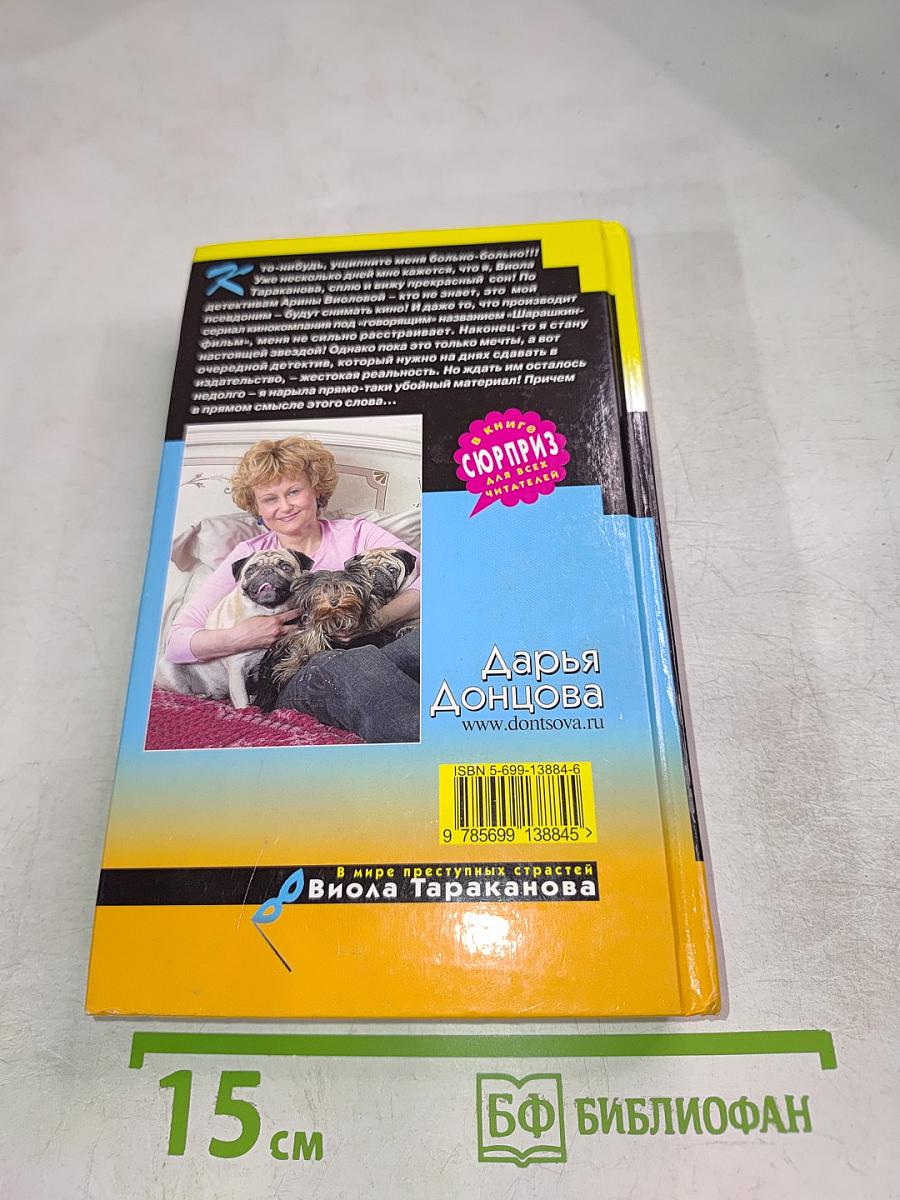 Кто-нибудь, ущипните меня больно-больно!!!
Уже несколько дней мне кажется, что я, Виола
Тараканова, сплю и вижу прекрасный сон! По
детективам Арины Виоловой – кто не знает, это мой
псевдоним – будут снимать кино! И даже то, что производит
сериал кинокомпания под «говорящим» названием «Шарашкин-
фильм», меня не сильно расстраивает. Наконец-то я стану
настоящей звездой! Однако пока это только мечты, а вот
очередной детектив, который нужно на днях сдавать в
издательство, – жестокая реальность. Но ждать им осталось
недолго – я нарыла прямо-таки убойный материал! Причем
в прямом смысле этого слова...
В КНИГЕ
СЮРПРИЗ
ДЛЯ ВСЕХ
ЧИТАТЕЛЕЙ
Дарья
Донцова
www.dontsova.ru
ISBN 5-699-13884-6
9 785699 138845 >
В мире преступных страстей
Виола Тараканова
15 см
БФ БИБЛИОФАН